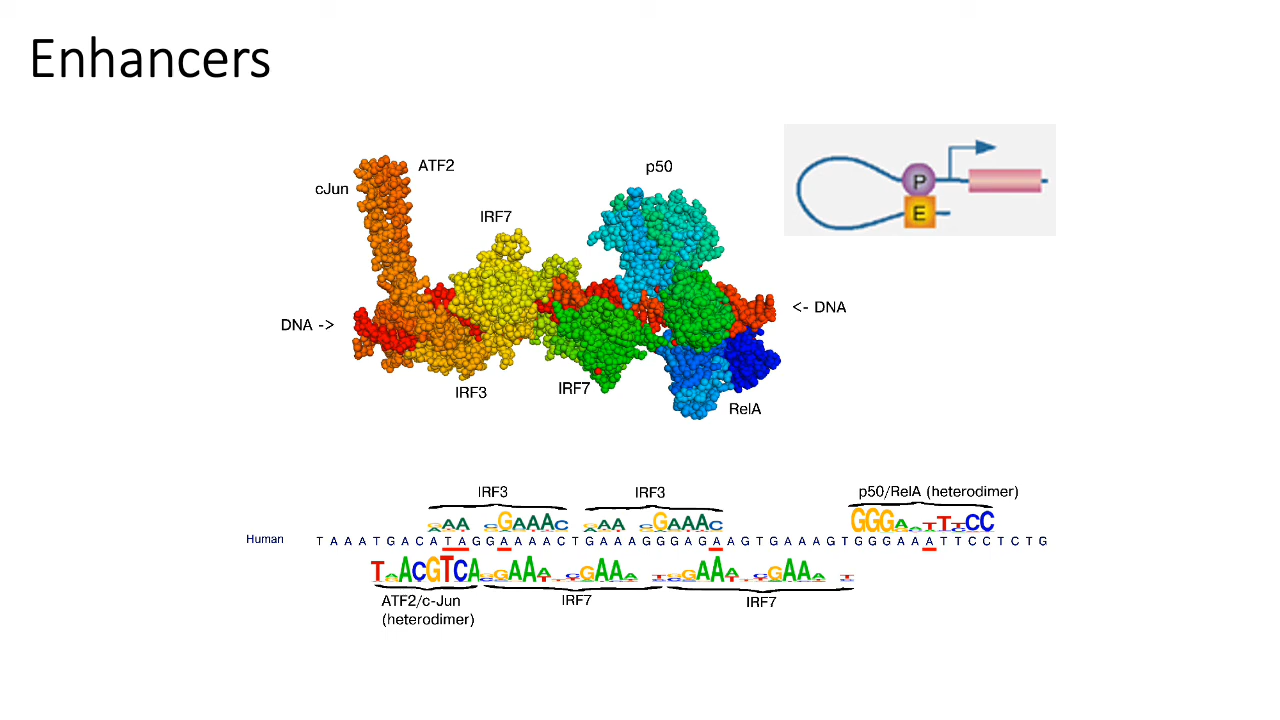 Enhancers
ATF2
cJun
p50
IRF7
P
E
DNA ->
<- DNA
IRF3
IRF7
RelA
IRF3
IRF3
p50/RelA (heterodimer)
Human
TAAATGACATAGGAAAACTGAAAGGGAGAAGTGAAAGTGGGAAATTCCTCTG
ATF2/c-Jun
(heterodimer)
IRF7
IRF7